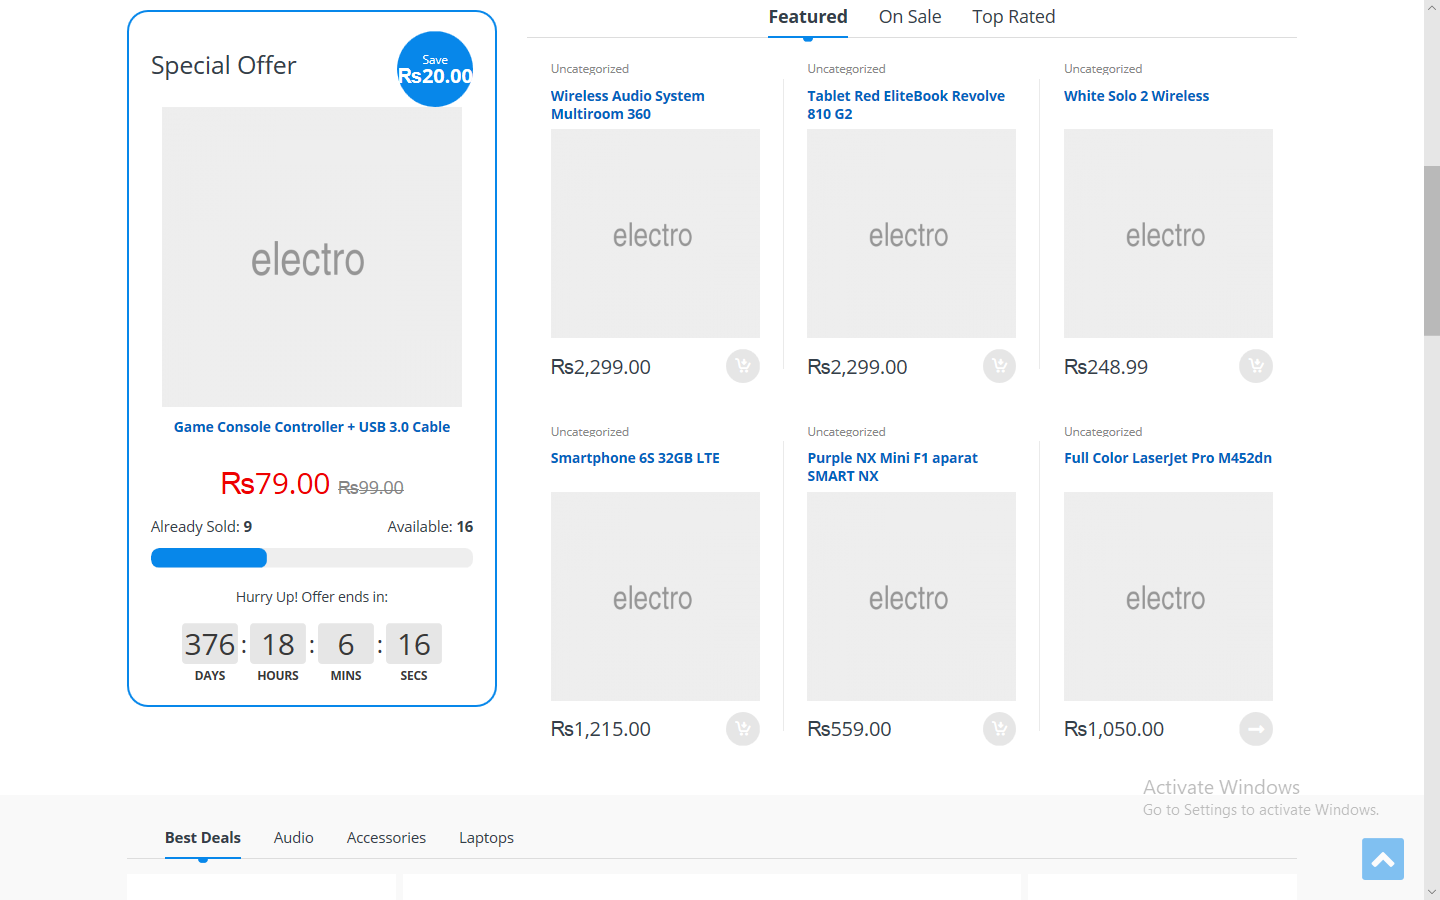 Special Offer
Save
₨20.00
electro
Game Console Controller + USB 3.0 Cable
₨79.00 ₨99.00
Already Sold: 9 Available: 16
Hurry Up! Offer ends in:
376 : 18 : 6 : 16
DAYS HOURS MINS SECS
Featured On Sale Top Rated
Uncategorized
Wireless Audio System
Multiroom 360
electro
₨2,299.00
Uncategorized
Tablet Red EliteBook Revolve
810 G2
electro
₨2,299.00
Uncategorized
White Solo 2 Wireless
electro
₨248.99
Uncategorized
Smartphone 6S 32GB LTE
electro
₨1,215.00
Uncategorized
Purple NX Mini F1 aparat
SMART NX
electro
₨559.00
Uncategorized
Full Color LaserJet Pro M452dn
electro
₨1,050.00
Activate Windows
Go to Settings to activate Windows.
Best Deals Audio Accessories Laptops